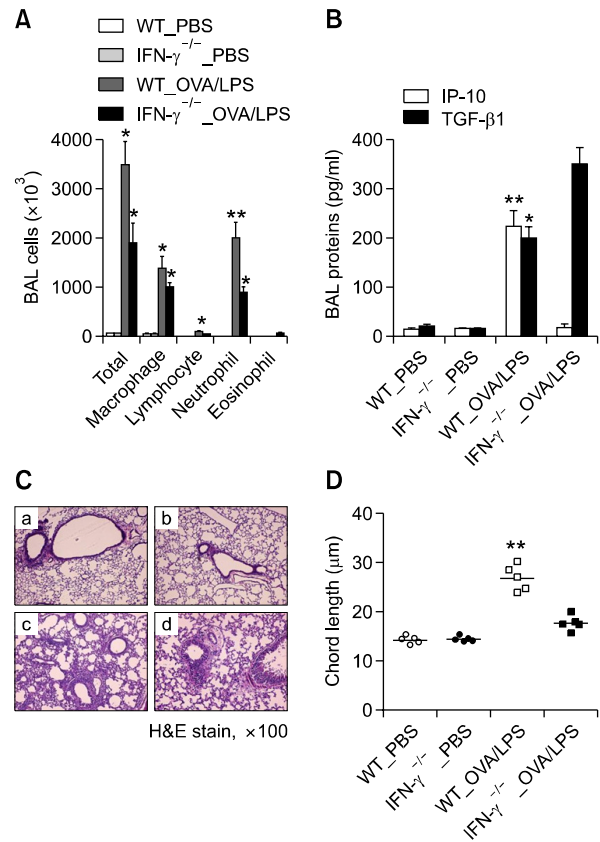 A
WT_PBS
IFN-γ⁻/⁻_PBS
WT_OVA/LPS
IFN-γ⁻/⁻_OVA/LPS
BAL cells (×10³)
4000
3000
2000
1000
0
*
*
*
*
*
**
*
Total
Macrophage
Lymphocyte
Neutrophil
Eosinophil
B
IP-10
TGF-β1
BAL proteins (pg/ml)
400
300
200
100
0
**
*
WT_PBS
IFN-γ⁻/⁻_PBS
WT_OVA/LPS
IFN-γ⁻/⁻_OVA/LPS
C
a
b
c
d
H&E stain, ×100
D
Chord length (μm)
40
30
20
10
0
**
WT_PBS
IFN-γ⁻/⁻_PBS
WT_OVA/LPS
IFN-γ⁻/⁻_OVA/LPS